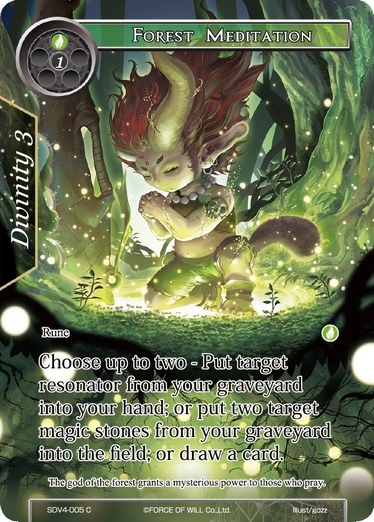 Forest Meditation
1
Divinity 3
Rune
Choose up to two - Put target
resonator from your graveyard
into your hand; or put two target
magic stones from your graveyard
into the field; or draw a card.
The god of the forest grants a mysterious power to those who pray.
SDV4-005 C
©FORCE OF WILL Co.,Ltd.
Illust/gozz